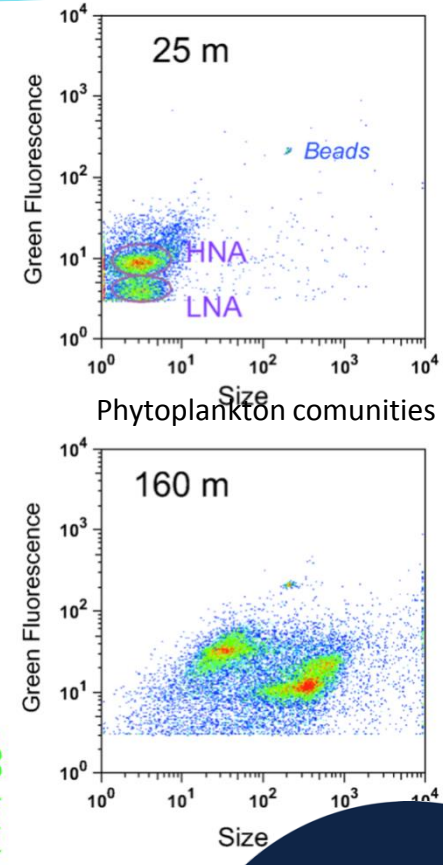 10⁴
25 m
10³
Green Fluorescence
Beads
10²
10¹
HNA
LNA
10⁰
10⁰ 10¹ 10² 10³ 10⁴
Size
Phytoplankton comunities
10⁴
160 m
10³
Green Fluorescence
10²
10¹
10⁰
10⁰ 10¹ 10² 10³ 10⁴
Size